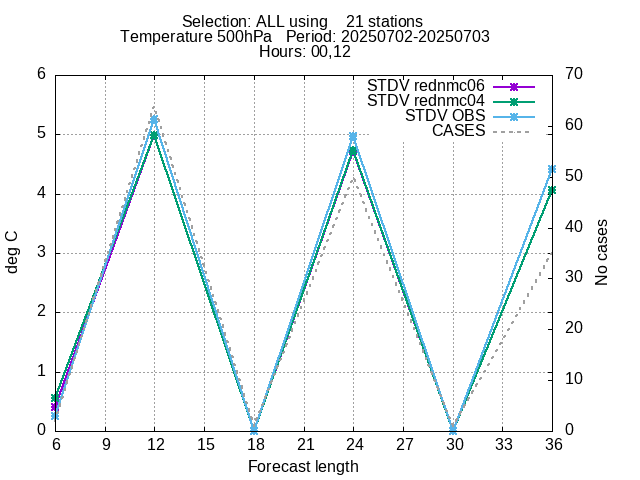 Selection: ALL using    21 stations
Temperature 500hPa   Period: 20250702-20250703
Hours: 00,12
STDV rednmc06
STDV rednmc04
STDV OBS
CASES
deg C
No cases
6
5
4
3
2
1
0
70
60
50
40
30
20
10
0
6 9 12 15 18 21 24 27 30 33 36
Forecast length